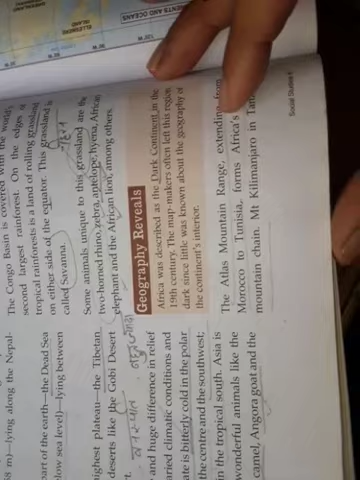 MENTS AND OCEANS
GREENLAND
ELLESMERE
ISLAND
8 m)—lying along the Nepal-
part of the earth—the Dead Sea
low sea level)—lying between
highest plateau—the Tibetan
deserts like the Gobi Desert
t.
and huge difference in relief
arried climatic conditions and
ate is bitterly cold in the polar
the centre and the southwest;
in the tropical south. Asia is
wonderful animals like the
camel, Angora goat and the
The Congo Basin is covered with the world's
second largest rainforest. On the edges of
tropical rainforests is a land of rolling grassland
on either side of the equator. This grassland is
called Savanna.
Some animals unique to this grassland are the
two-horned rhino, zebra, antelope, hyena, African
elephant and the African lion, among others.
Geography Reveals
Africa was described as the Dark Continent in the
19th century. The map-makers often left this region
dark since little was known about the geography of
the continent's interior.
The Atlas Mountain Range, extending from
Morocco to Tunisia, forms Africa's
mountain chain. Mt Kilimanjaro in Tan
Social Studies 6